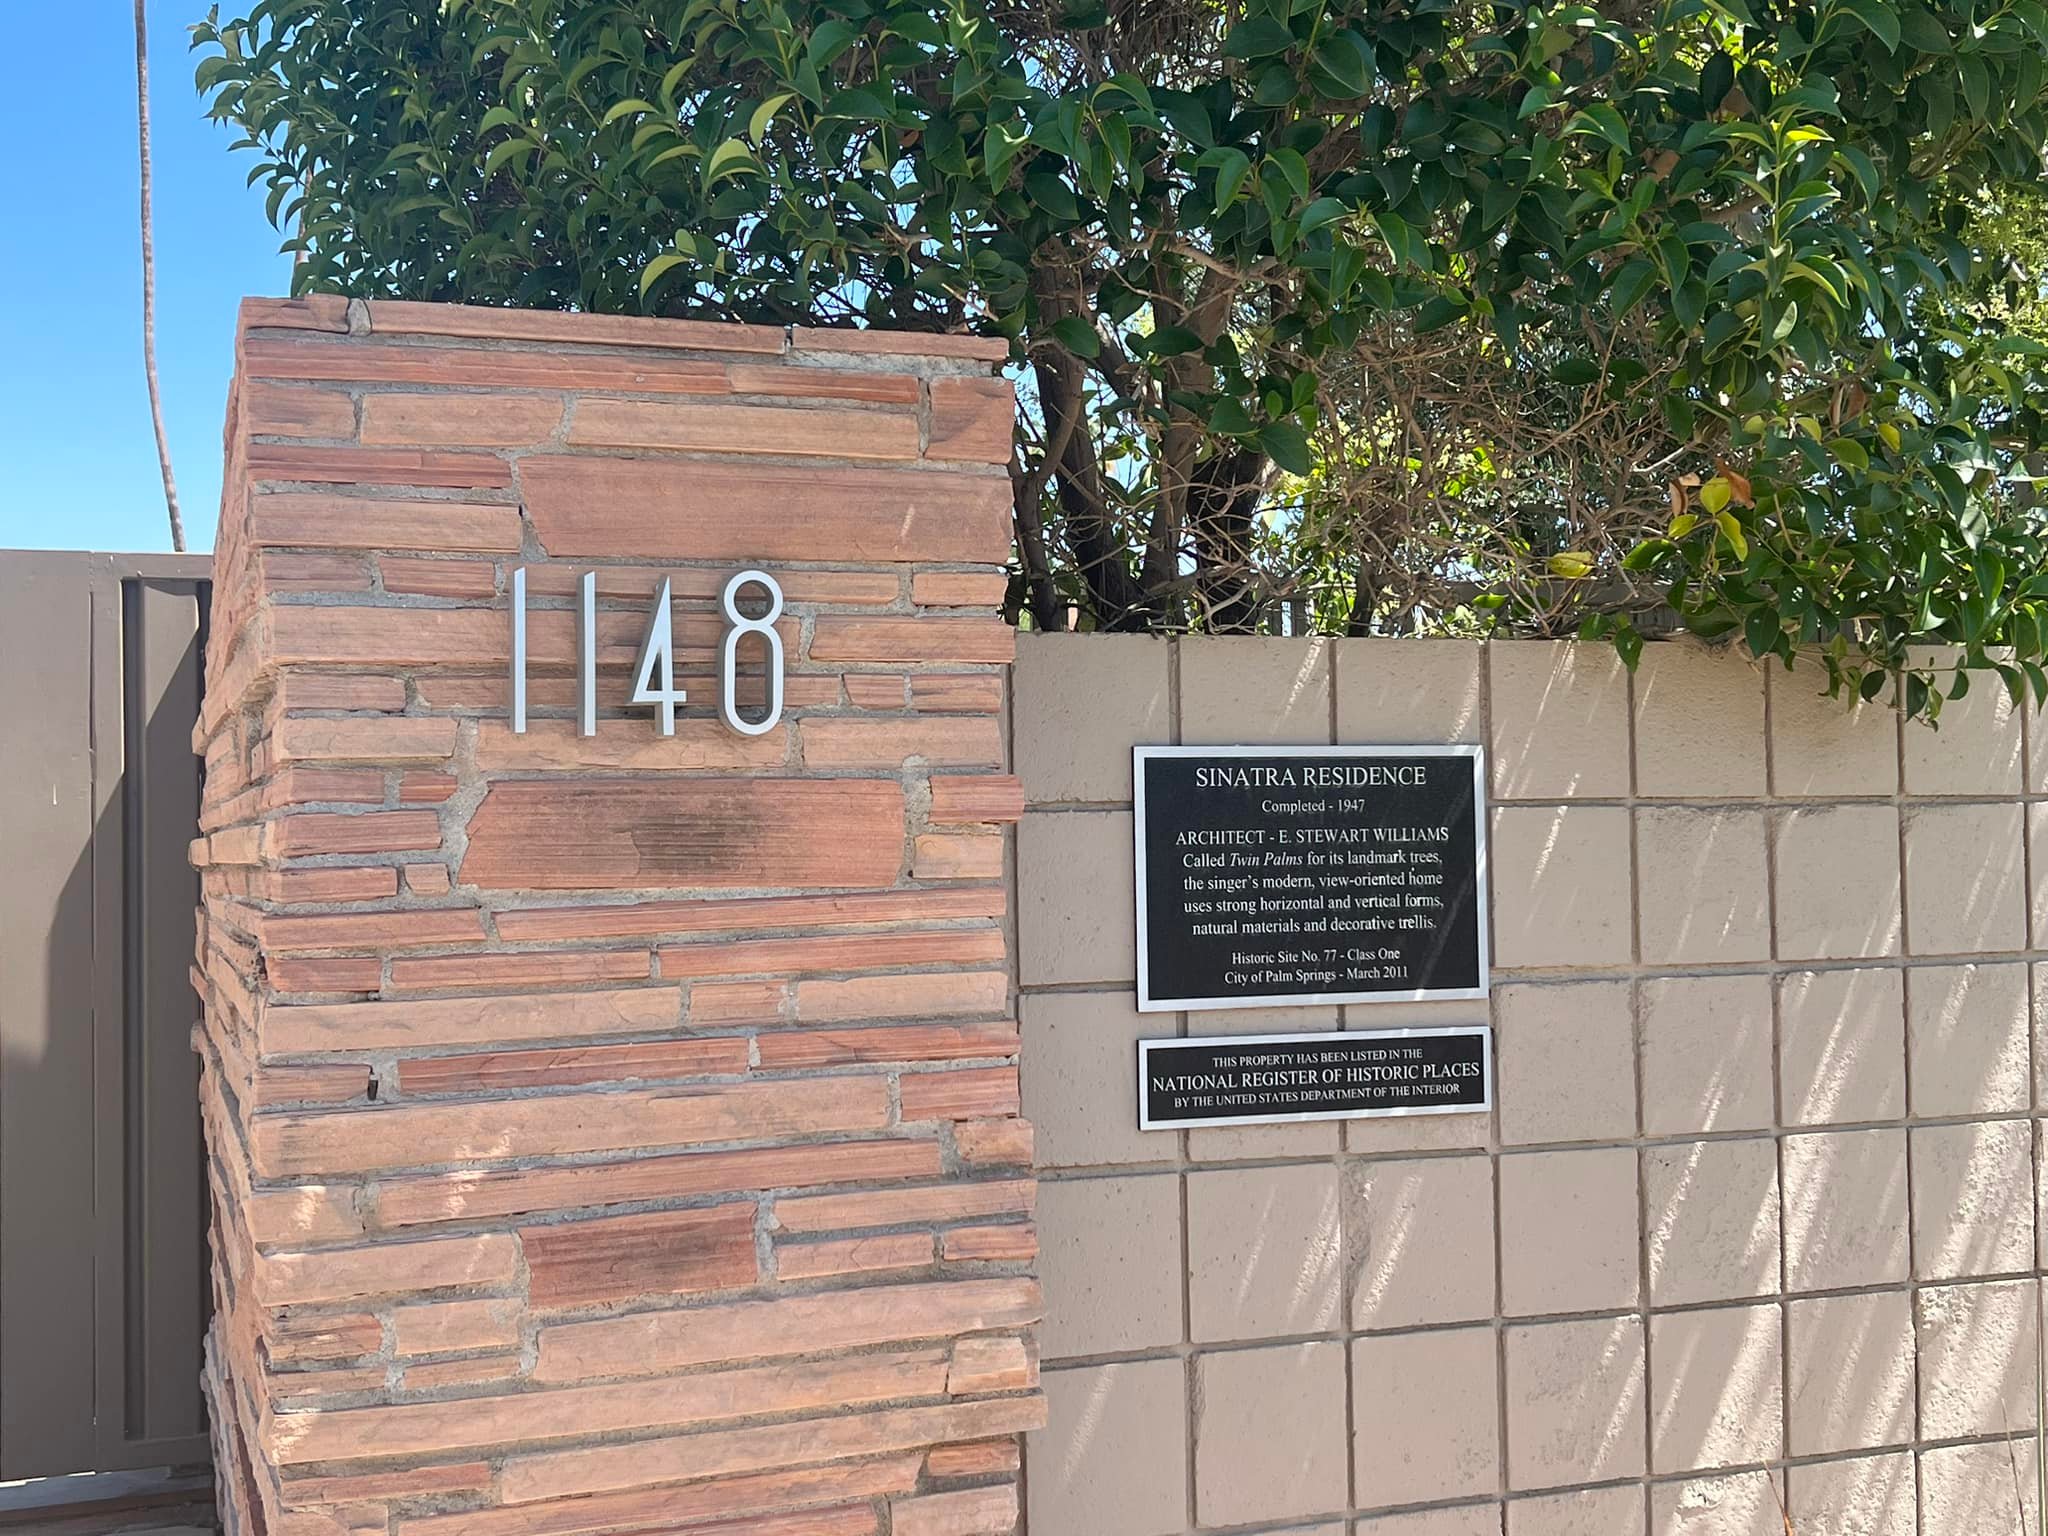 1148
SINATRA RESIDENCE
Completed - 1947
ARCHITECT - E. STEWART WILLIAMS
Called Twin Palms for its landmark trees,
the singer's modern, view-oriented home
uses strong horizontal and vertical forms,
natural materials and decorative trellis.
Historic Site No. 77 - Class One
City of Palm Springs - March 2011
THIS PROPERTY HAS BEEN LISTED IN THE
NATIONAL REGISTER OF HISTORIC PLACES
BY THE UNITED STATES DEPARTMENT OF THE INTERIOR